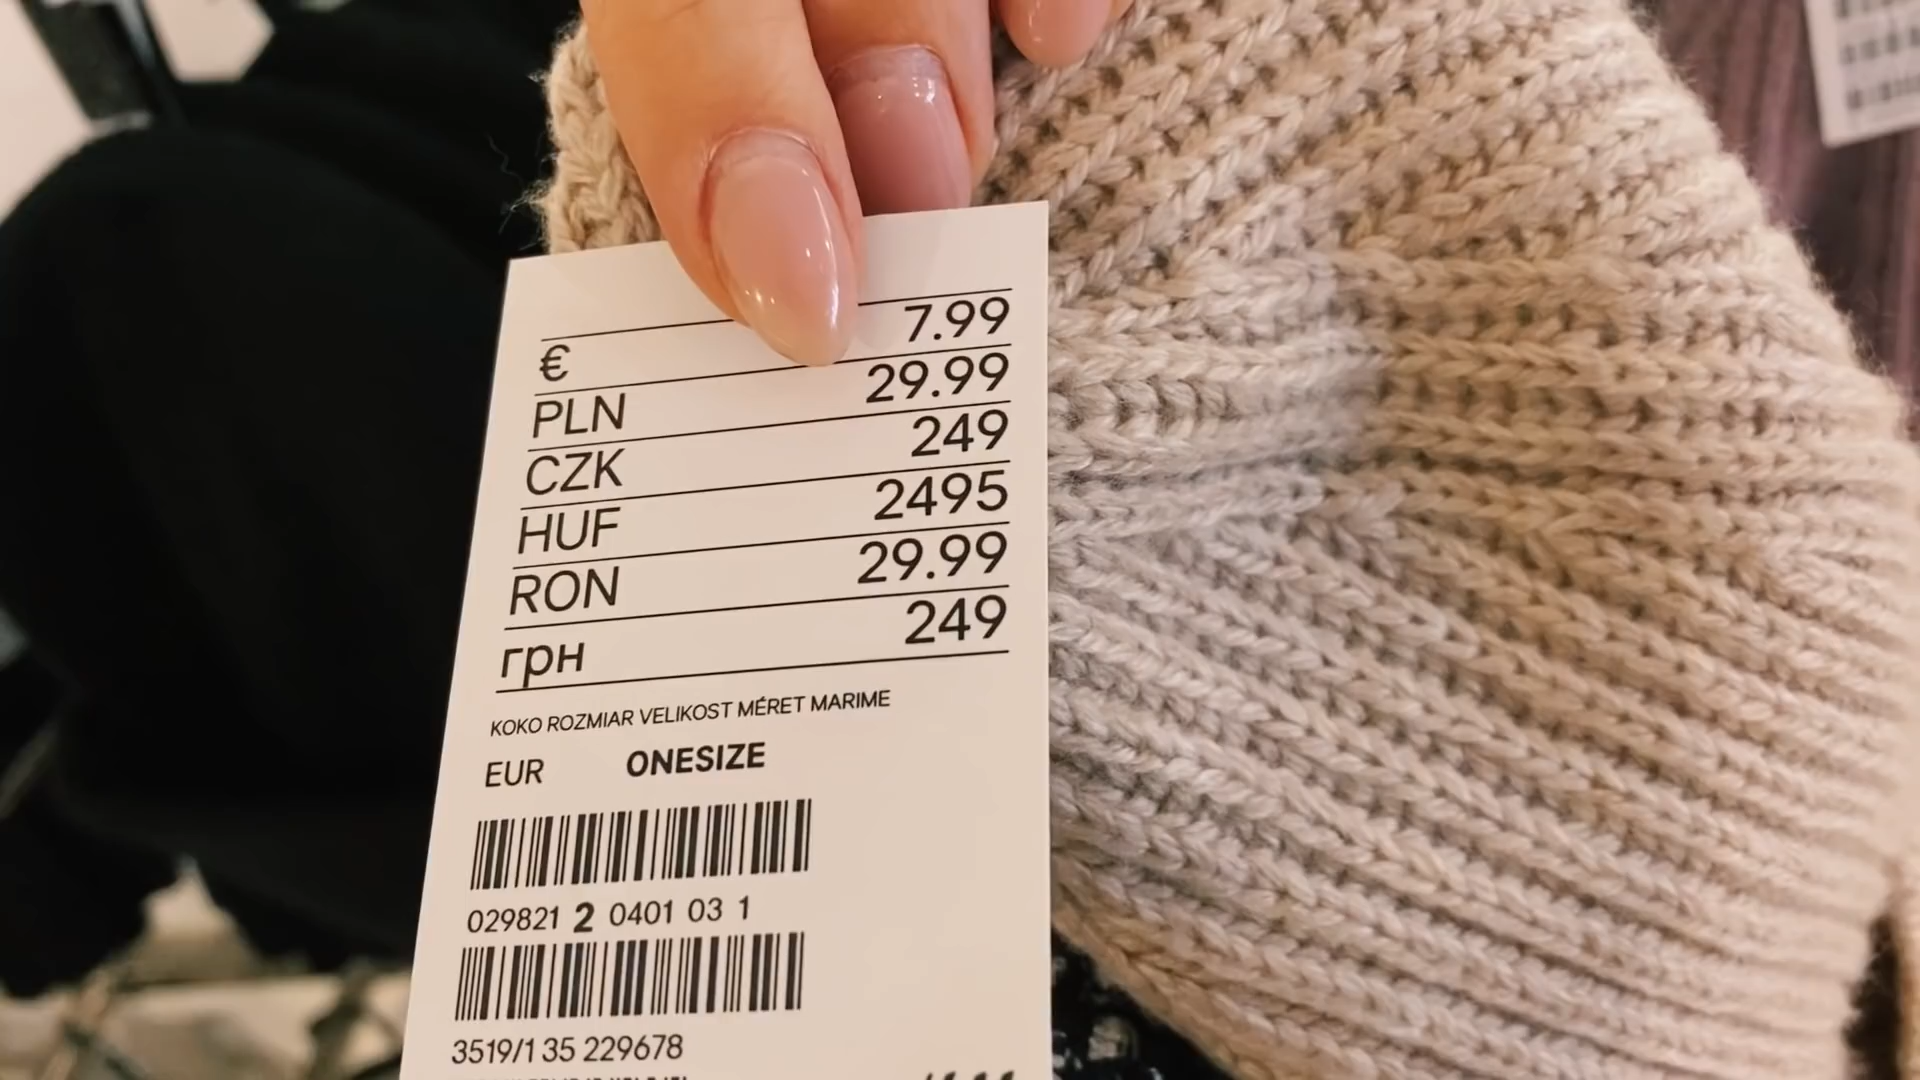 € 7.99
PLN 29.99
CZK 249
HUF 2495
RON 29.99
грн 249
KOKO ROZMIAR VELIKOST MÉRET MARIME
EUR ONESIZE
029821 2 0401 03 1
3519/1 35 229678